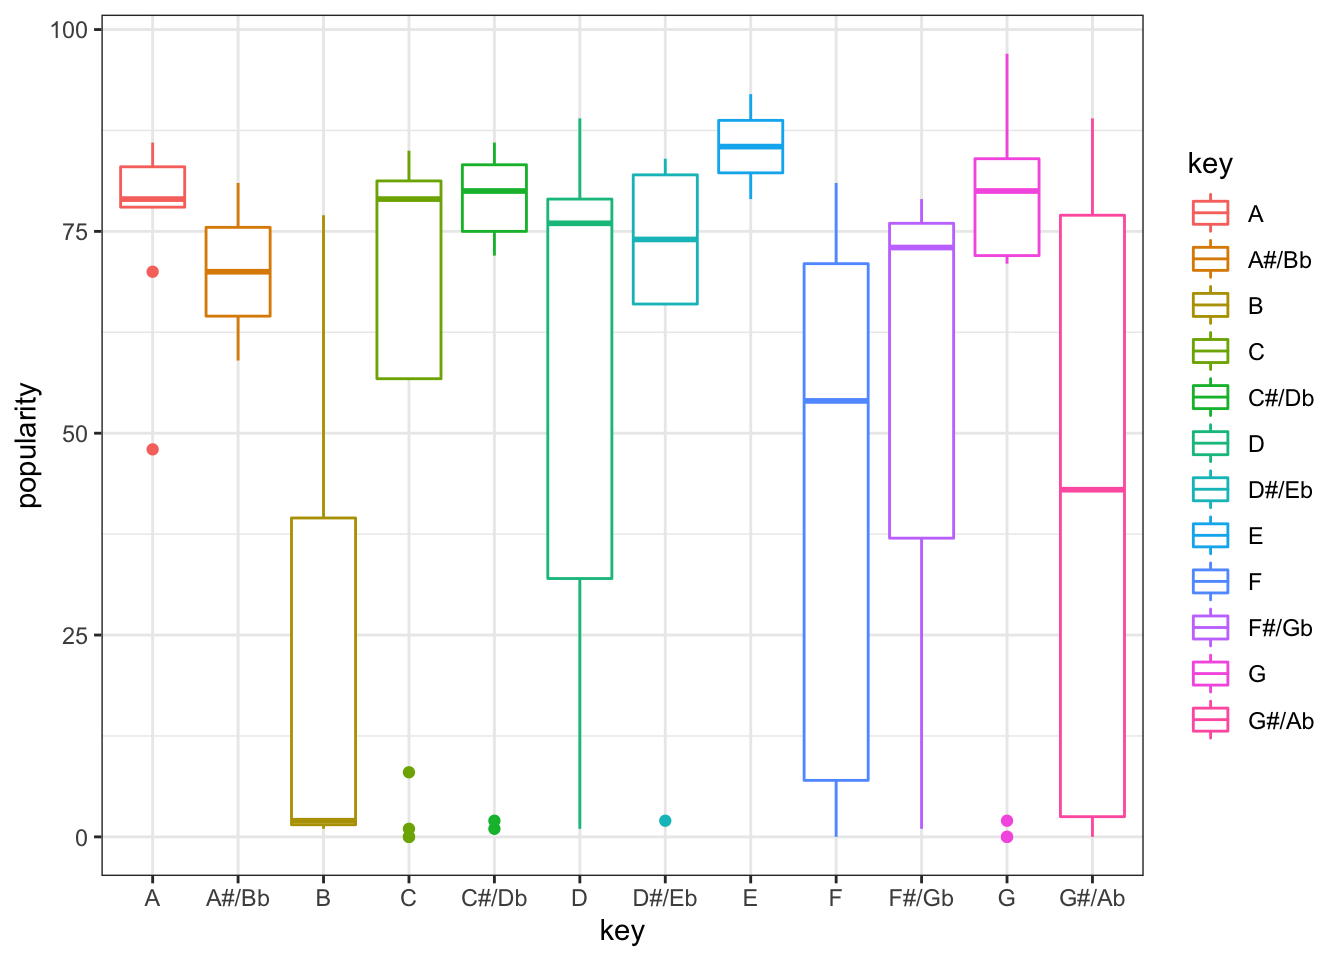 100
75
50
25
0
popularity
A A#/Bb B C C#/Db D D#/Eb E F F#/Gb G G#/Ab
key
key
A
A#/Bb
B
C
C#/Db
D
D#/Eb
E
F
F#/Gb
G
G#/Ab